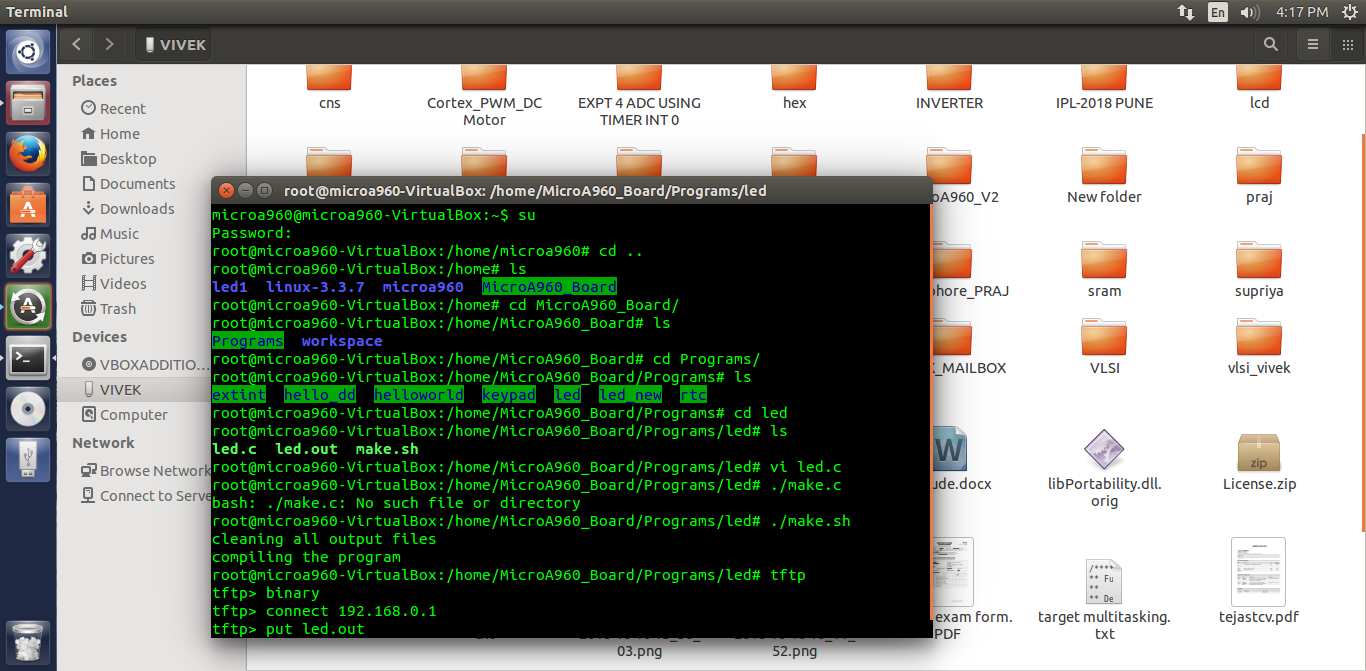 Terminal
En
4:17 PM
VIVEK
Places
Recent
Home
Desktop
Documents
Downloads
Music
Pictures
Videos
Trash
Devices
VBOXADDITIO...
VIVEK
Computer
Network
Browse Network
Connect to Serve
cns
Cortex_PWM_DC
Motor
EXPT 4 ADC USING
TIMER INT 0
hex
INVERTER
IPL-2018 PUNE
lcd
pA960_V2
New folder
praj
phore_PRAJ
sram
supriya
_MAILBOX
VLSI
vlsi_vivek
ude.docx
libPortability.dll.
orig
License.zip
zip
exam form.
PDF
target multitasking.
txt
tejastcv.pdf
03.png
52.png
root@microa960-VirtualBox: /home/MicroA960_Board/Programs/led
microa960@microa960-VirtualBox:~$ su
Password:
root@microa960-VirtualBox:/home/microa960# cd ..
root@microa960-VirtualBox:/home# ls
led1 linux-3.3.7 microa960 MicroA960_Board
root@microa960-VirtualBox:/home# cd MicroA960_Board/
root@microa960-VirtualBox:/home/MicroA960_Board# ls
Programs workspace
root@microa960-VirtualBox:/home/MicroA960_Board# cd Programs/
root@microa960-VirtualBox:/home/MicroA960_Board/Programs# ls
extint hello_dd helloworld keypad led led_new rtc
root@microa960-VirtualBox:/home/MicroA960_Board/Programs# cd led
root@microa960-VirtualBox:/home/MicroA960_Board/Programs/led# ls
led.c led.out make.sh
root@microa960-VirtualBox:/home/MicroA960_Board/Programs/led# vi led.c
root@microa960-VirtualBox:/home/MicroA960_Board/Programs/led# ./make.c
bash: ./make.c: No such file or directory
root@microa960-VirtualBox:/home/MicroA960_Board/Programs/led# ./make.sh
cleaning all output files
compiling the program
root@microa960-VirtualBox:/home/MicroA960_Board/Programs/led# tftp
tftp> binary
tftp> connect 192.168.0.1
tftp> put led.out